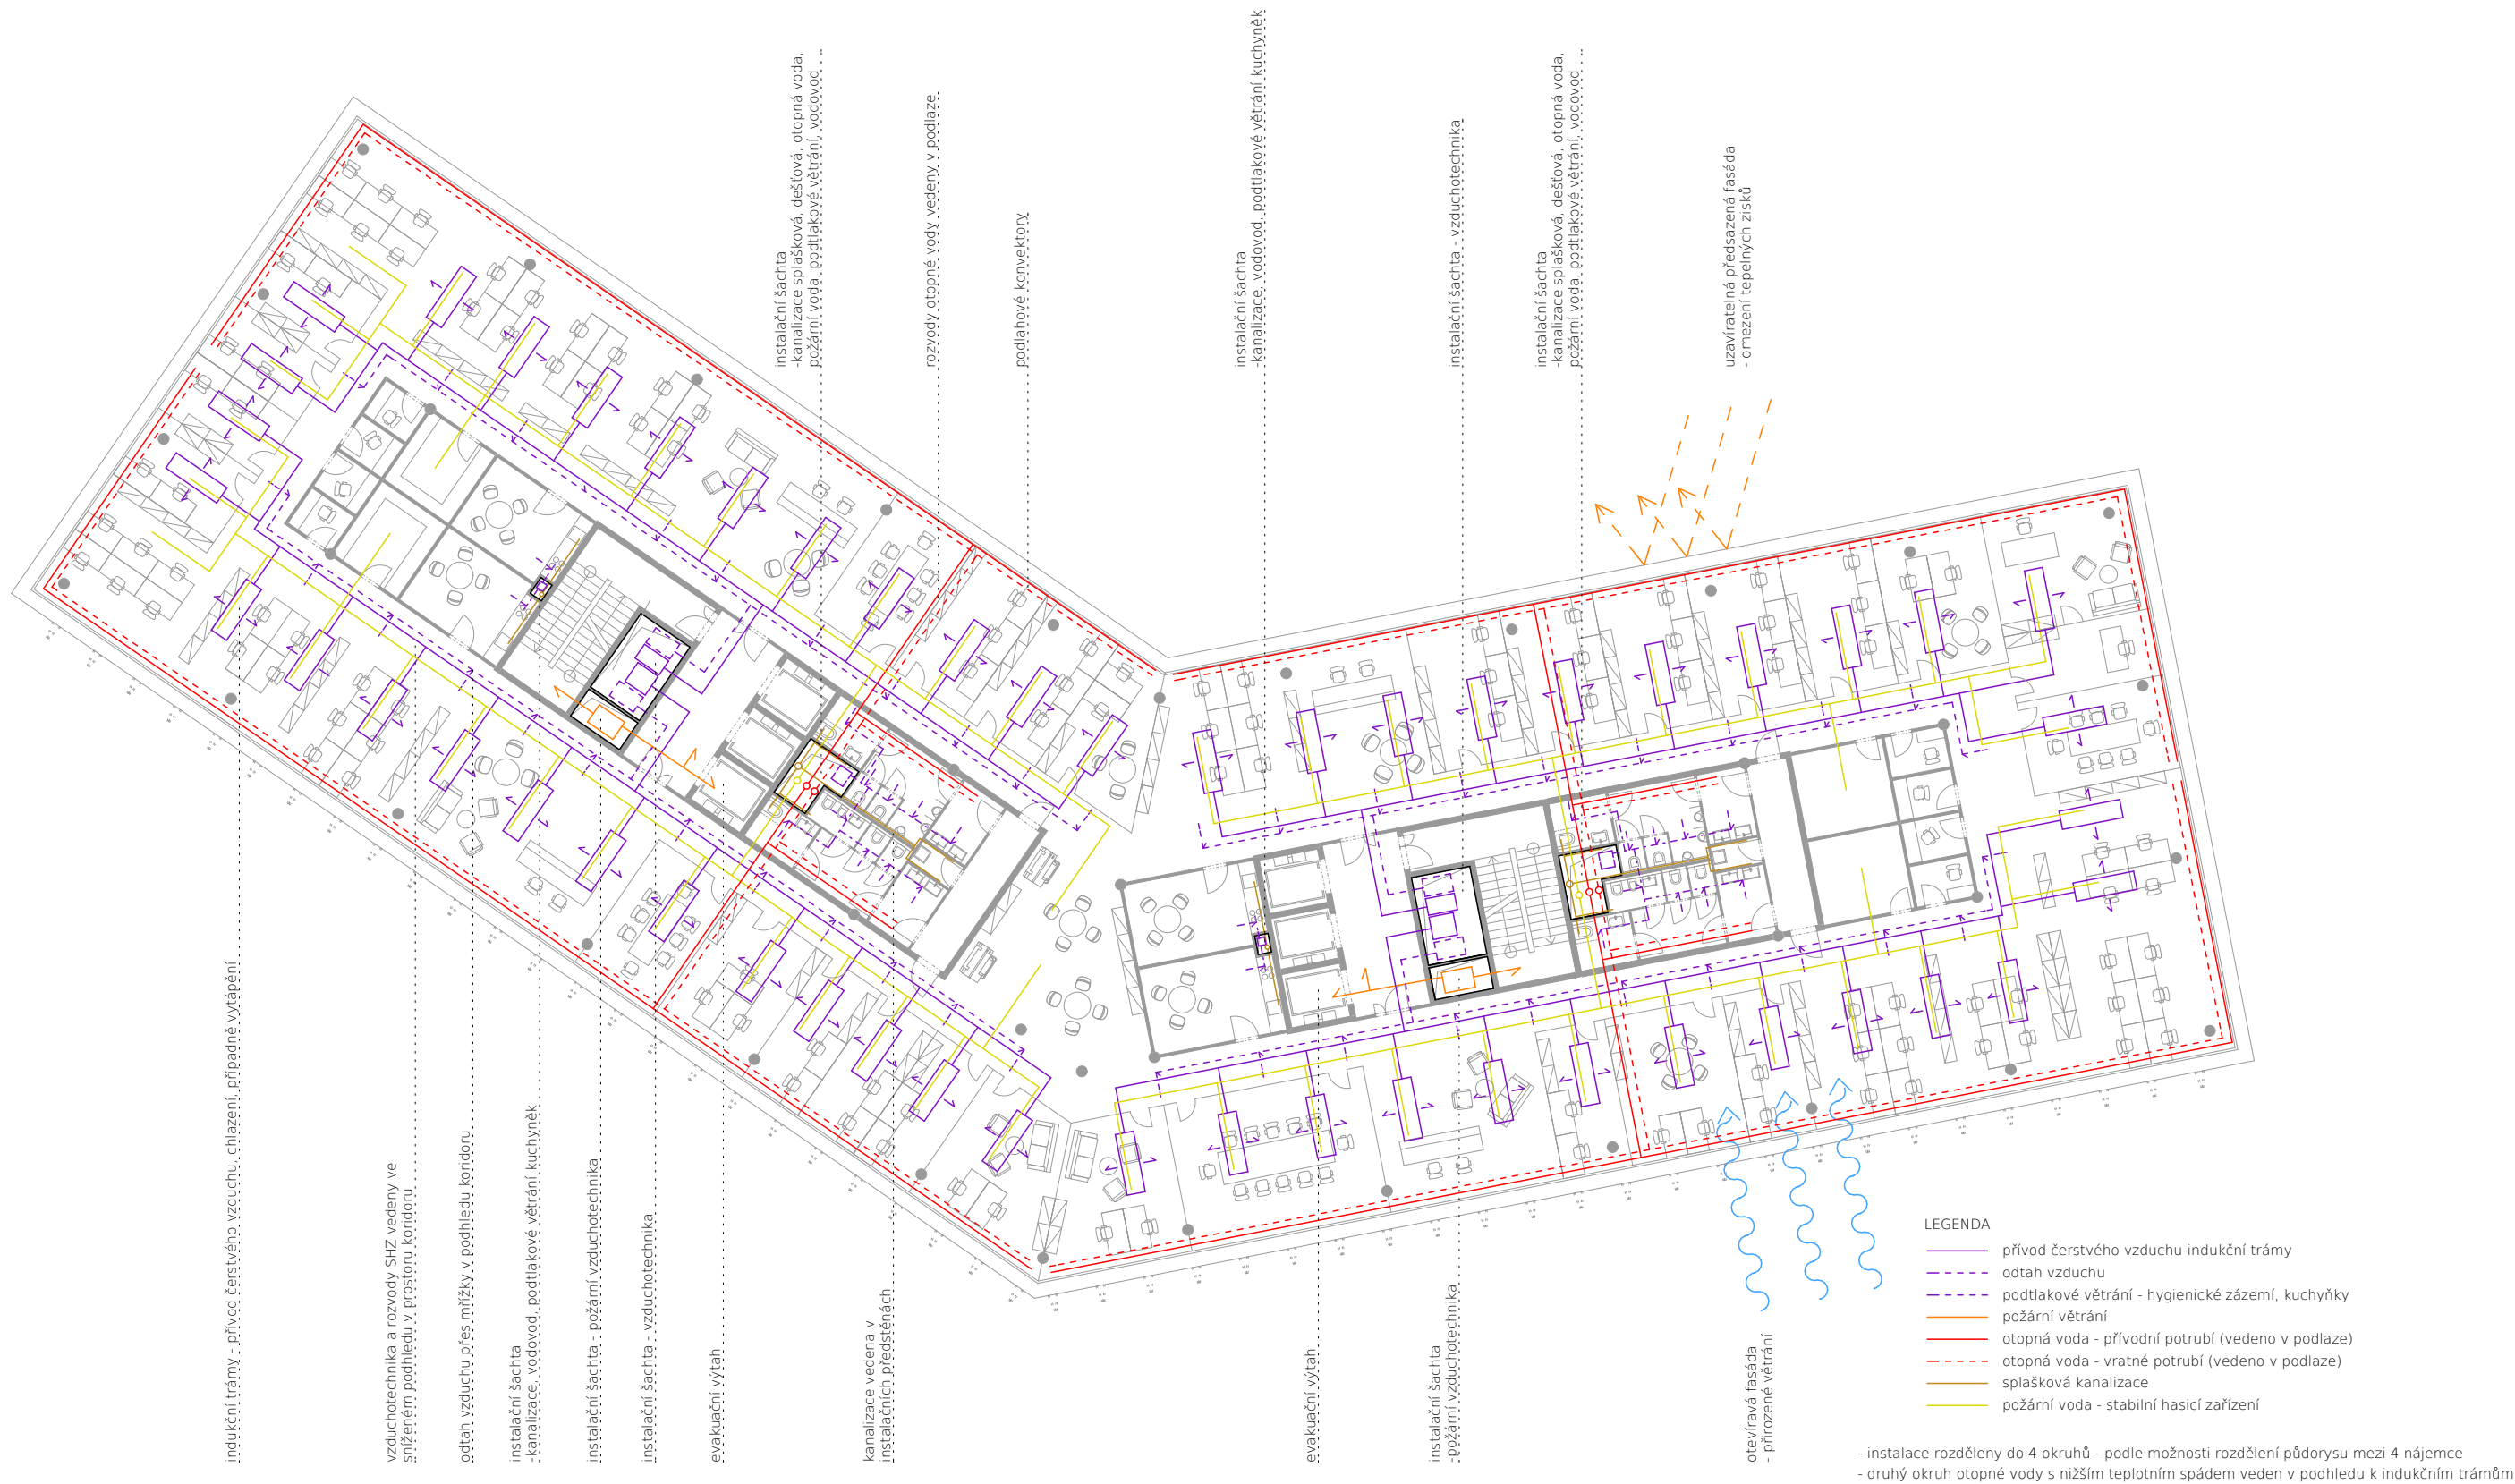 instalační šachta
-kanalizace splašková, dešťová, otopná voda,
požární voda, podtlakové větrání, vodovod
rozvody otopné vody vedeny v podlaze
podlahové konvektory
instalační šachta
-kanalizace, vodovod, podtlakové větrání kuchyněk
instalační šachta - vzduchotechnika
instalační šachta
-kanalizace splašková, dešťová, otopná voda,
požární voda, podtlakové větrání, vodovod
uzavíratelná předsazená fasáda
- omezení tepelných zisků
indukční trámy - přívod čerstvého vzduchu, chlazení, případně vytápění
vzduchotechnika a rozvody SHZ vedeny ve
sníženém podhledu v prostoru koridoru
odtah vzduchu přes mřížky v podhledu koridoru
instalační šachta
-kanalizace, vodovod, podtlakové větrání kuchyněk
instalační šachta - požární vzduchotechnika
instalační šachta - vzduchotechnika
evakuační výtah
kanalizace vedena v
instalačních předstěnách
evakuační výtah
instalační šachta
-požární vzduchotechnika
otevíravá fasáda
- přirozené větrání
LEGENDA
přívod čerstvého vzduchu-indukční trámy
odtah vzduchu
podtlakové větrání - hygienické zázemí, kuchyňky
požární větrání
otopná voda - přívodní potrubí (vedeno v podlaze)
otopná voda - vratné potrubí (vedeno v podlaze)
splašková kanalizace
požární voda - stabilní hasicí zařízení
- instalace rozděleny do 4 okruhů - podle možnosti rozdělení půdorysu mezi 4 nájemce
- druhý okruh otopné vody s nižším teplotním spádem veden v podhledu k indukčním trámům